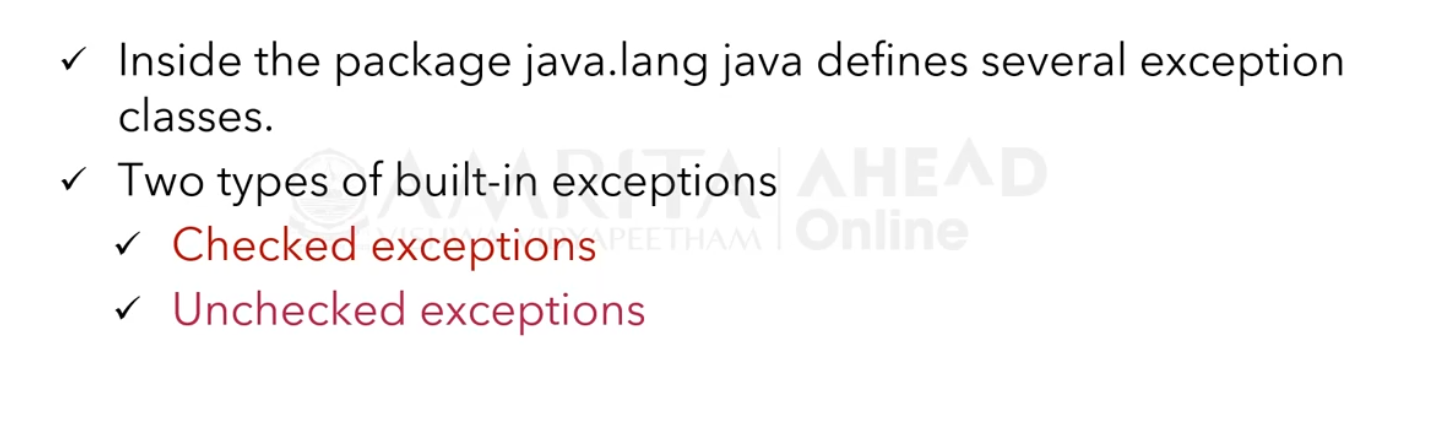 ✓ Inside the package java.lang java defines several exception
classes.
✓ Two types of built-in exceptions
✓ Checked exceptions
✓ Unchecked exceptions
AMRITA
VISHWA VIDYAPEETHAM
AHEAD
Online